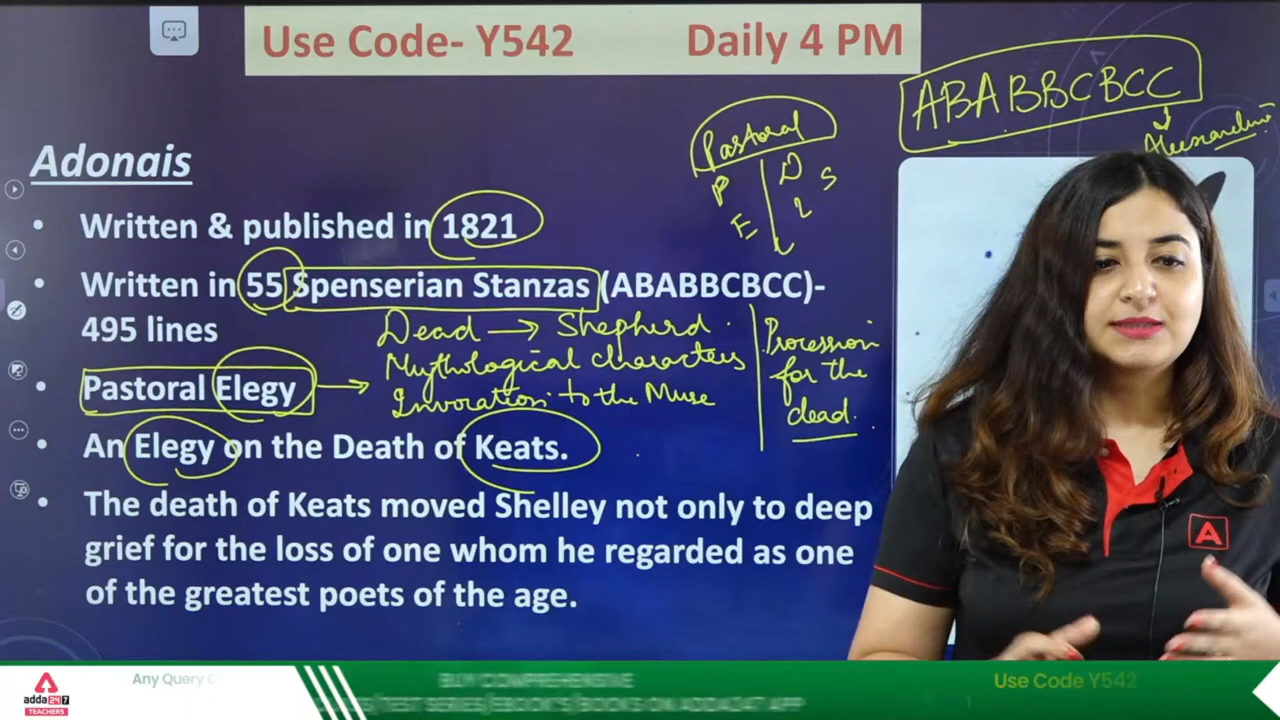 Use Code- Y542 Daily 4 PM
ABABBCBCC
Pastoral
P D S
E L
Adonais
• Written & published in 1821
• Written in 55 Spenserian Stanzas (ABABBCBCC)-
495 lines
Dead → Shepherd.
Mythological characters
Invocation to the Muse
Procession
for the
dead.
• Pastoral Elegy →
• An Elegy on the Death of Keats.
• The death of Keats moved Shelley not only to deep
grief for the loss of one whom he regarded as one
of the greatest poets of the age.
A
adda247
TEACHERS
Any Query
BUY COMPREHENSIVE
Use Code Y542